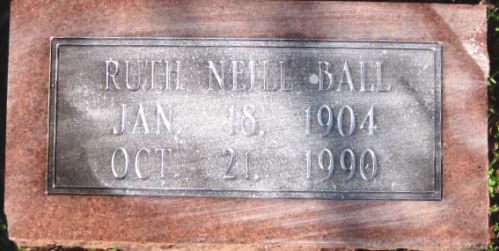 RUTH NEILL BALL
JAN. 18, 1904
OCT. 21, 1990